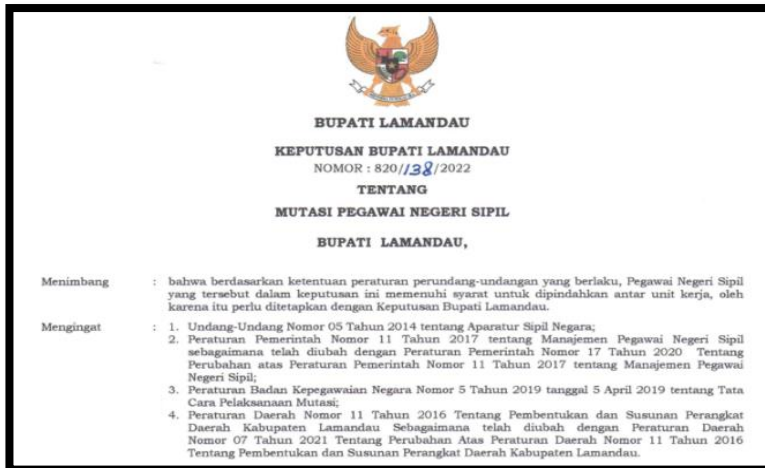 BUPATI LAMANDAU
KEPUTUSAN BUPATI LAMANDAU
NOMOR : 820/138/2022
TENTANG
MUTASI PEGAWAI NEGERI SIPIL
BUPATI LAMANDAU,
Menimbang : bahwa berdasarkan ketentuan peraturan perundang-undangan yang berlaku, Pegawai Negeri Sipil
yang tersebut dalam keputusan ini memenuhi syarat untuk dipindahkan antar unit kerja, oleh
karena itu perlu ditetapkan dengan Keputusan Bupati Lamandau.
Mengingat : 1. Undang-Undang Nomor 05 Tahun 2014 tentang Aparatur Sipil Negara;
2. Peraturan Pemerintah Nomor 11 Tahun 2017 tentang Manajemen Pegawai Negeri Sipil
sebagaimana telah diubah dengan Peraturan Pemerintah Nomor 17 Tahun 2020 Tentang
Perubahan atas Peraturan Pemerintah Nomor 11 Tahun 2017 tentang Manajemen Pegawai
Negeri Sipil;
3. Peraturan Badan Kepegawaian Negara Nomor 5 Tahun 2019 tanggal 5 April 2019 tentang Tata
Cara Pelaksanaan Mutasi;
4. Peraturan Daerah Nomor 11 Tahun 2016 Tentang Pembentukan dan Susunan Perangkat
Daerah Kabupaten Lamandau Sebagaimana telah diubah dengan Peraturan Daerah
Nomor 07 Tahun 2021 Tentang Perubahan Atas Peraturan Daerah Nomor 11 Tahun 2016
Tentang Pembentukan dan Susunan Perangkat Daerah Kabupaten Lamandau.